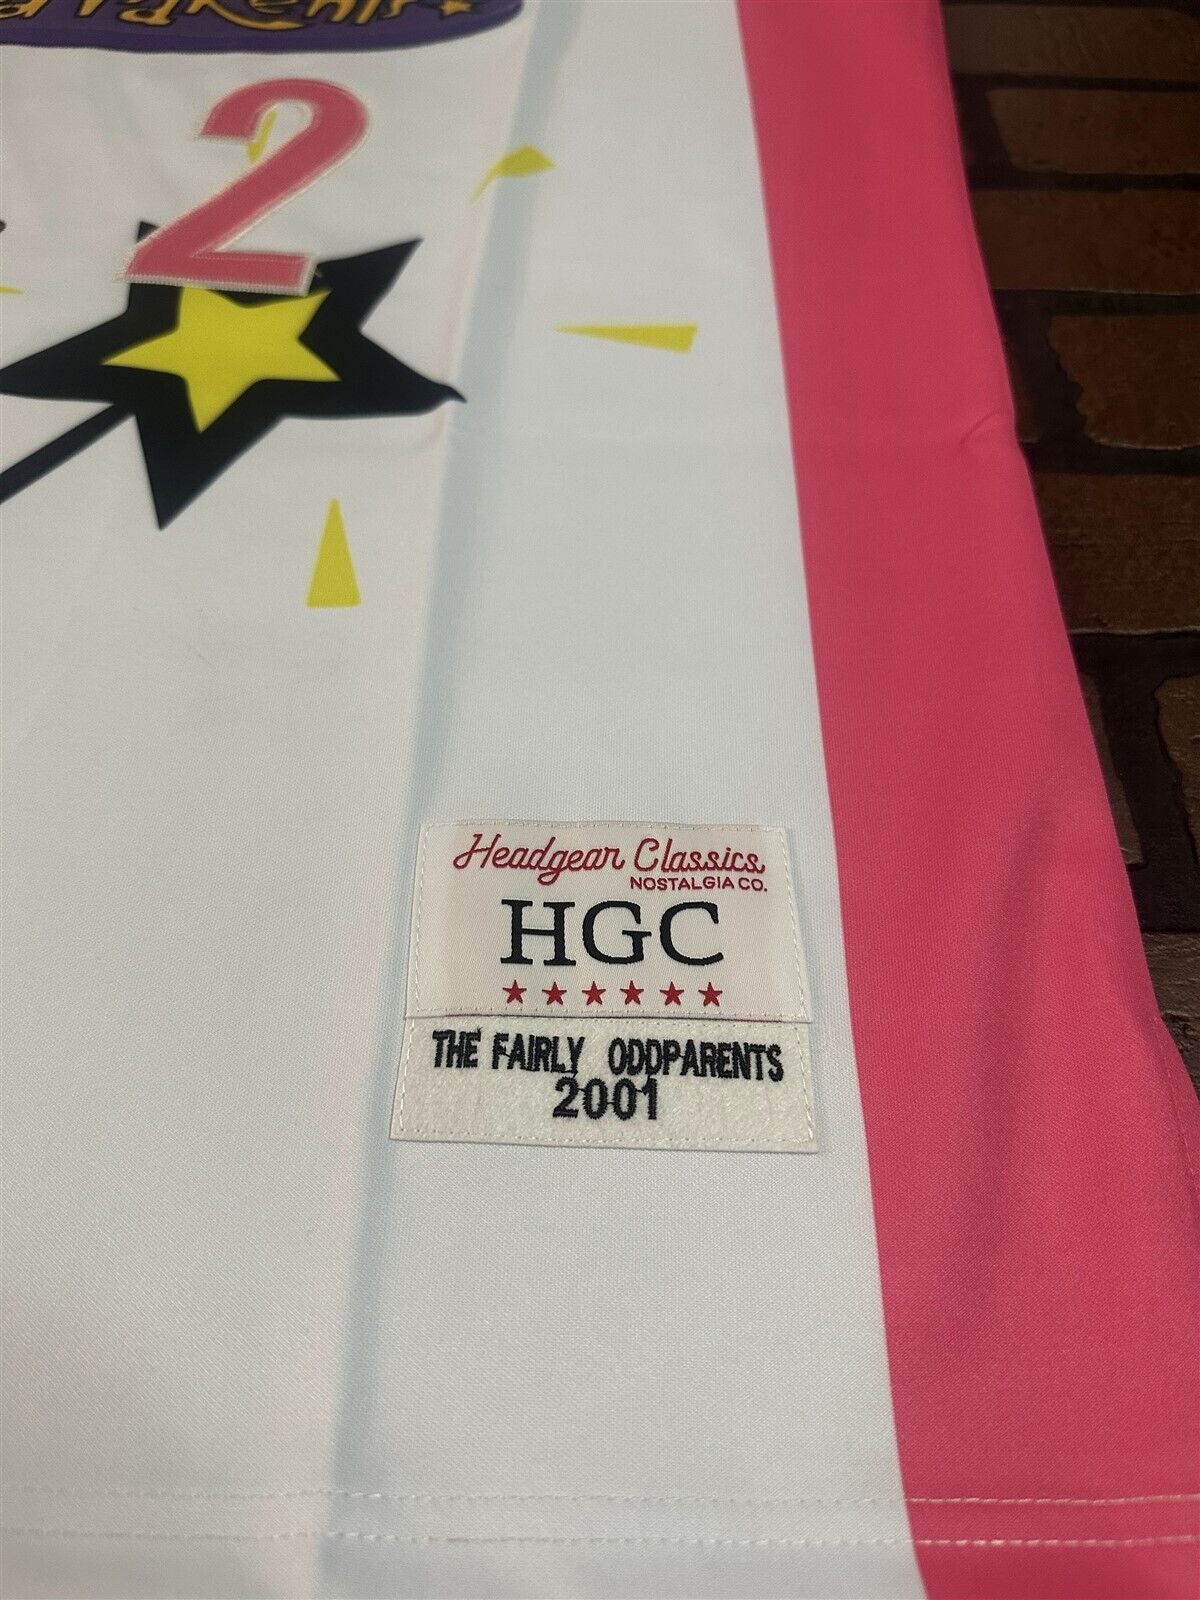 2
Headgear Classics
NOSTALGIA CO.
HGC
THE FAIRLY ODDPARENTS
2001